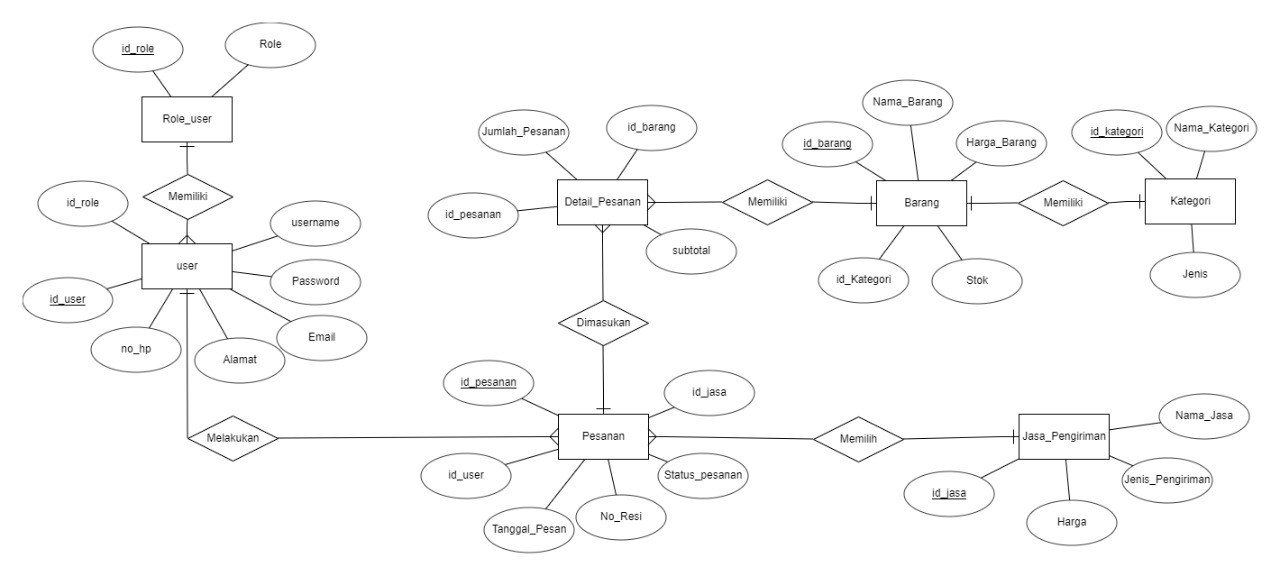 id_role
Role
Role_user
Memiliki
id_role
username
user
Password
id_user
Email
no_hp
Alamat
Melakukan
Jumlah_Pesanan
id_barang
id_pesanan
Detail_Pesanan
subtotal
Memiliki
Nama_Barang
id_barang
Harga_Barang
Barang
id_Kategori
Stok
Memiliki
id_kategori
Nama_Kategori
Kategori
Jenis
Dimasukan
id_pesanan
id_jasa
Pesanan
id_user
Status_pesanan
Tanggal_Pesan
No_Resi
Memilih
Jasa_Pengiriman
Nama_Jasa
id_jasa
Jenis_Pengiriman
Harga